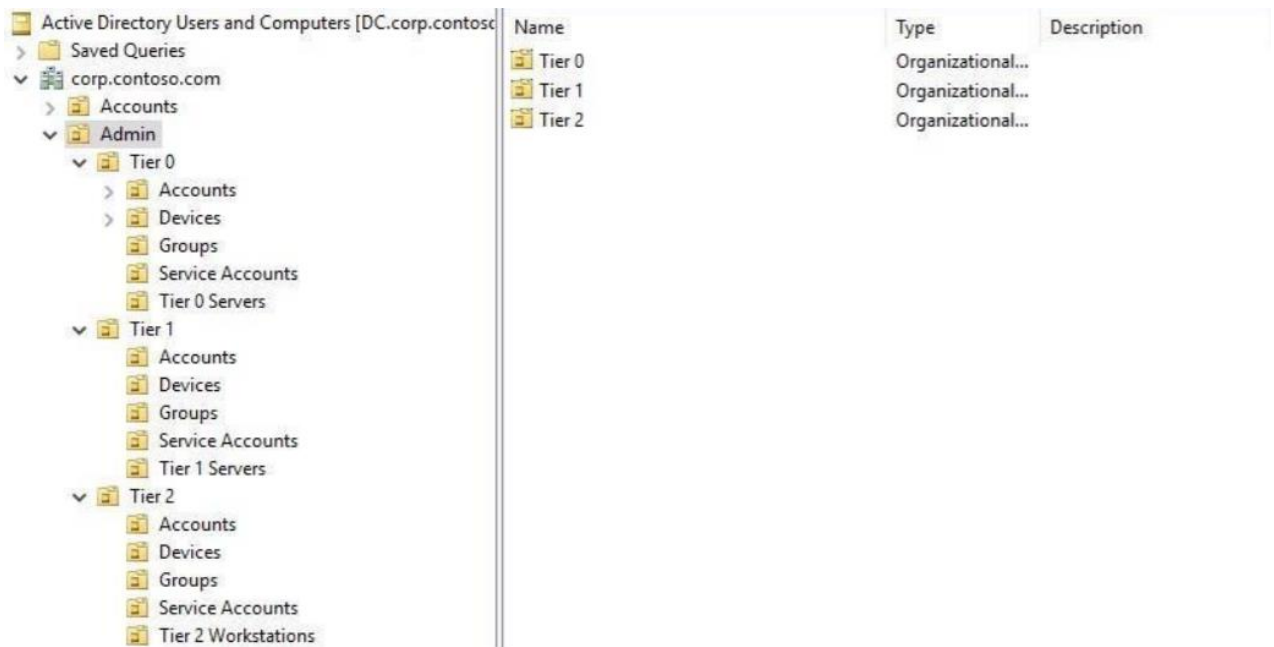 Active Directory Users and Computers [DC.corp.contoso
Saved Queries
corp.contoso.com
Accounts
Admin
Tier 0
Accounts
Devices
Groups
Service Accounts
Tier 0 Servers
Tier 1
Accounts
Devices
Groups
Service Accounts
Tier 1 Servers
Tier 2
Accounts
Devices
Groups
Service Accounts
Tier 2 Workstations
Name Type Description
Tier 0 Organizational...
Tier 1 Organizational...
Tier 2 Organizational...